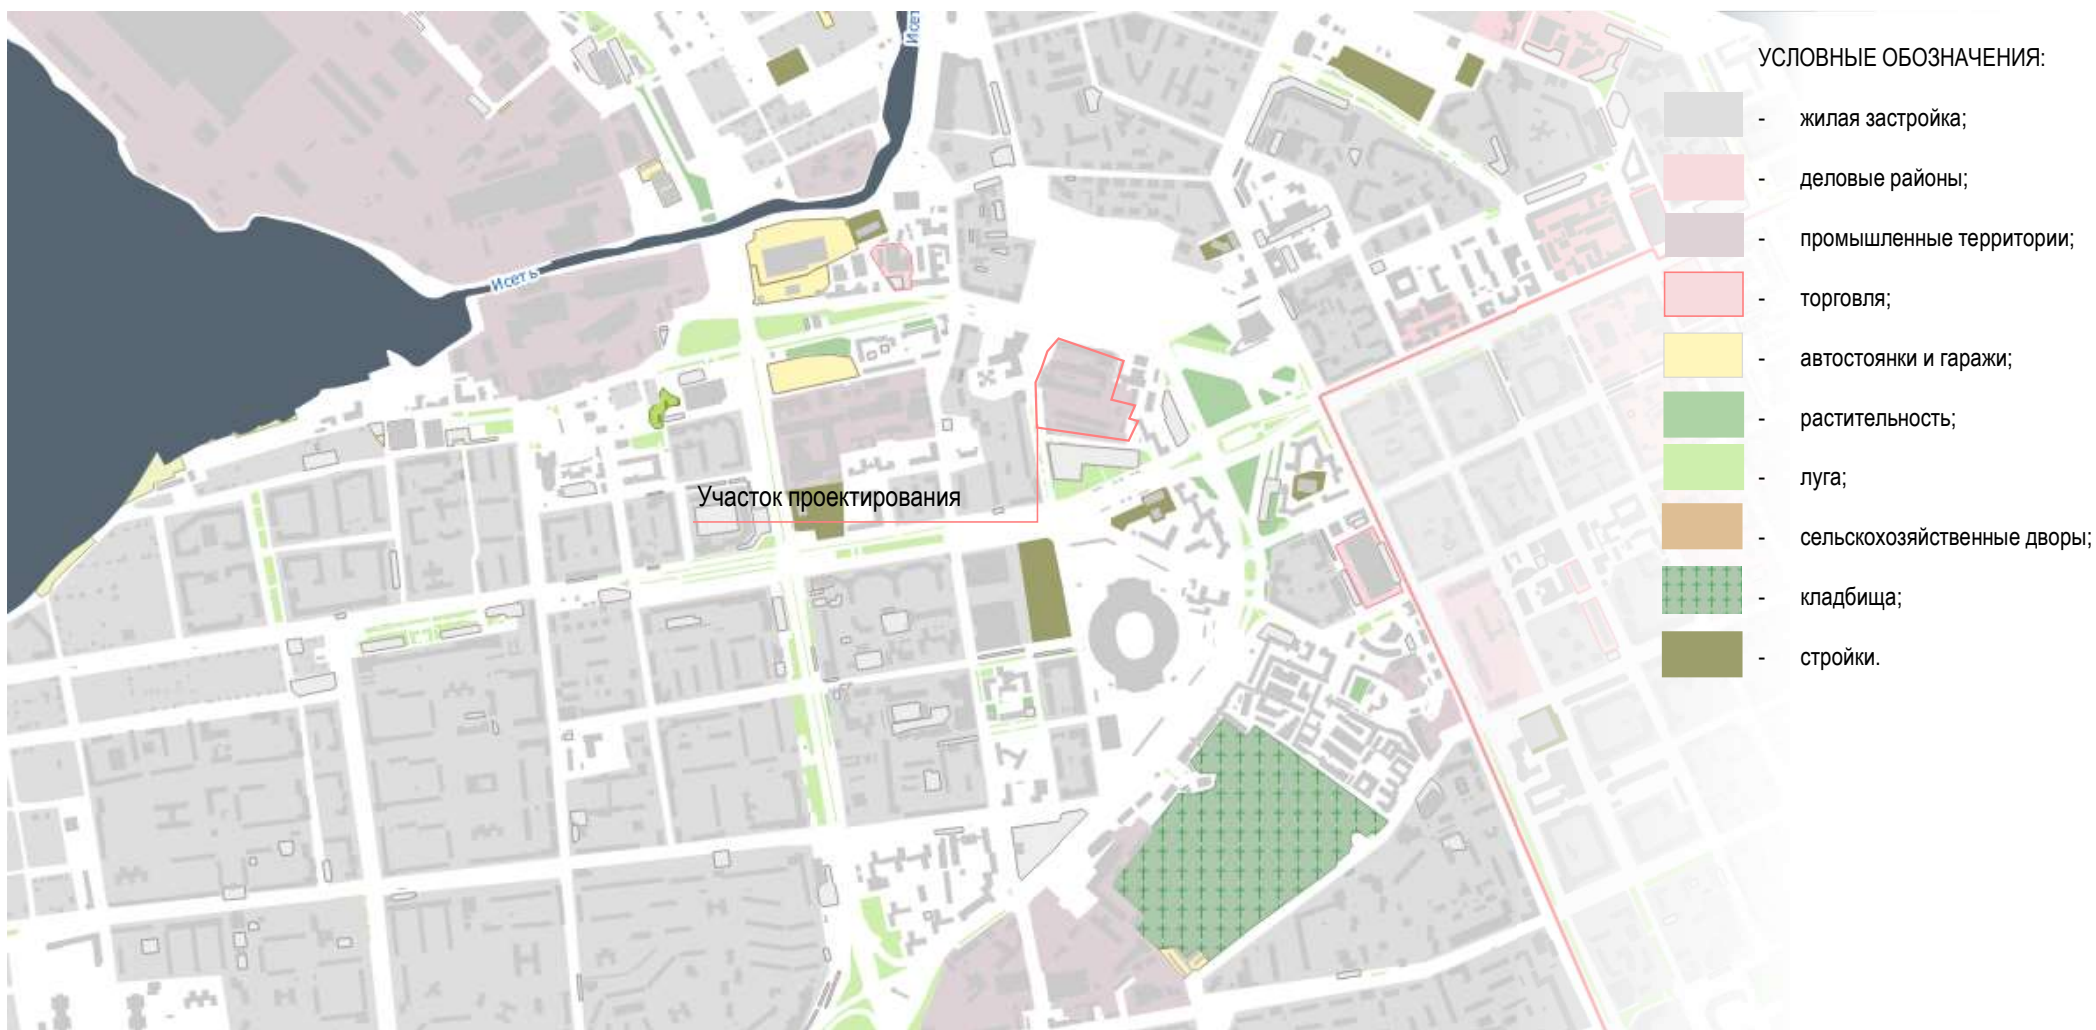 Исеть
УСЛОВНЫЕ ОБОЗНАЧЕНИЯ:
- жилая застройка;
- деловые районы;
- промышленные территории;
- торговля;
- автостоянки и гаражи;
- растительность;
- луга;
- сельскохозяйственные дворы;
- кладбища;
- стройки.
Исеть
Участок проектирования